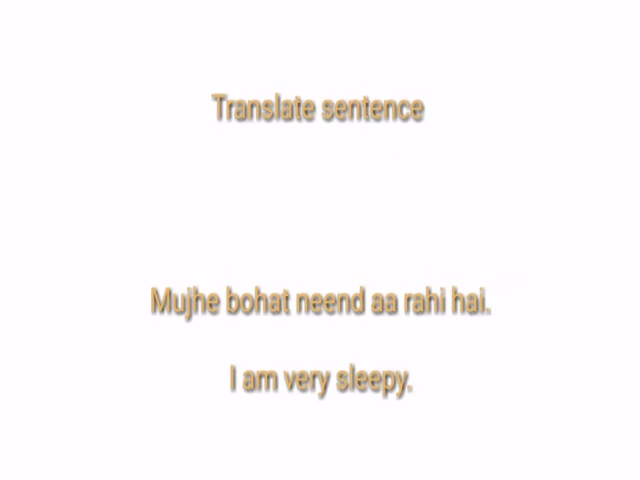 Translate sentence
Mujhe bohat neend aa rahi hai.
I am very sleepy.